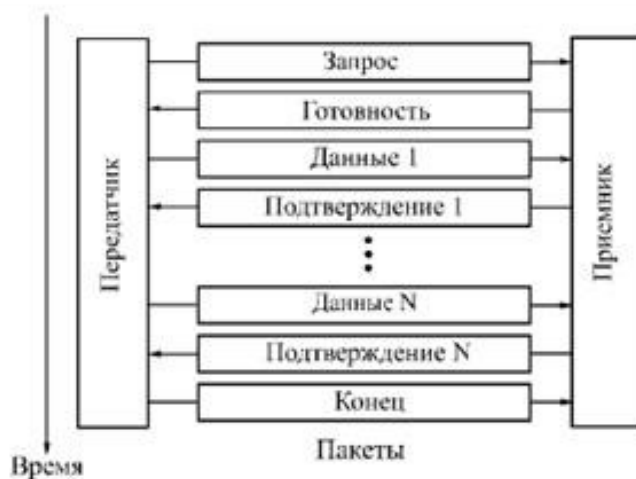 Запрос
Готовность
Данные 1
Подтверждение 1
Передатчик
Приемник
Данные N
Подтверждение N
Конец
Пакеты
Время